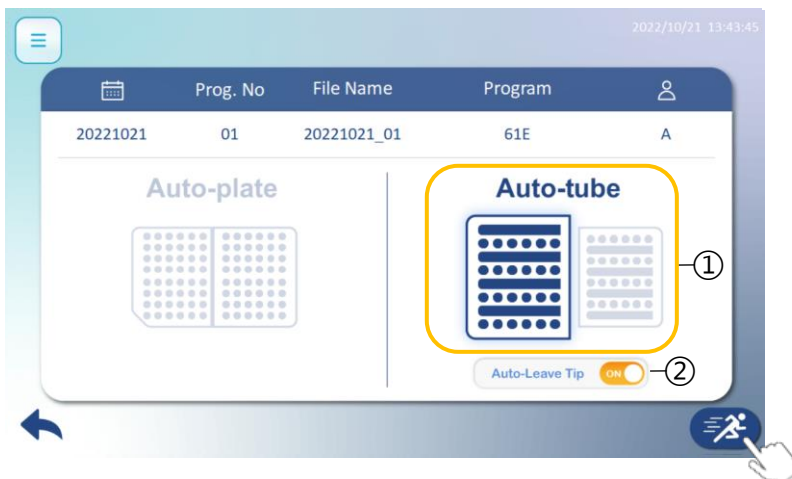 2022/10/21 13:43:45
Prog. No File Name Program
20221021 01 20221021_01 61E A
Auto-plate Auto-tube
①
Auto-Leave Tip ON ②